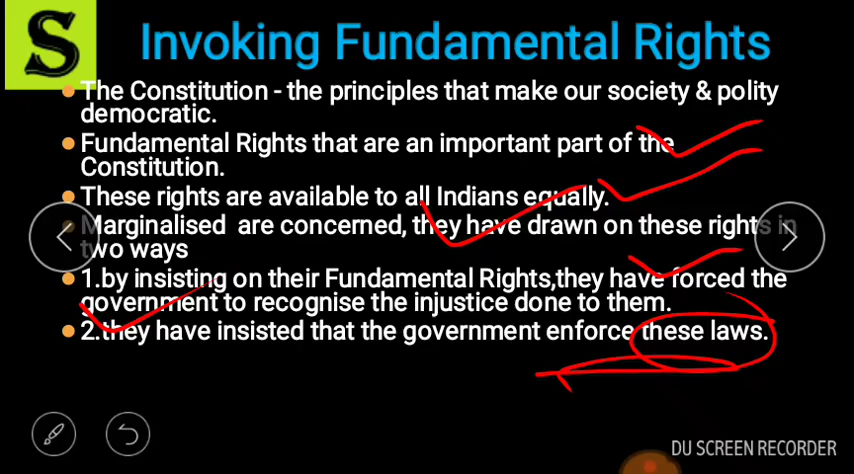 S
Invoking Fundamental Rights
The Constitution - the principles that make our society & polity
democratic.
Fundamental Rights that are an important part of the
Constitution.
These rights are available to all Indians equally.
Marginalised are concerned, they have drawn on these rights in
two ways
1.by insisting on their Fundamental Rights,they have forced the
government to recognise the injustice done to them.
2.they have insisted that the government enforce these laws.
DU SCREEN RECORDER